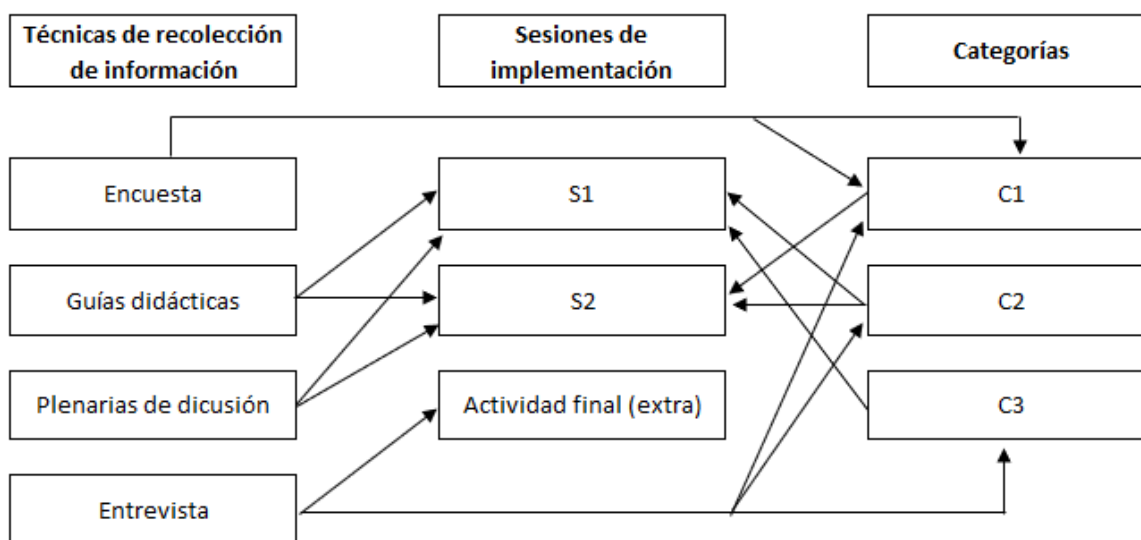 Técnicas de recolección
de información
Sesiones de
implementación
Categorías
Encuesta
S1
C1
Guías didácticas
S2
C2
Plenarias de dicusión
Actividad final (extra)
C3
Entrevista